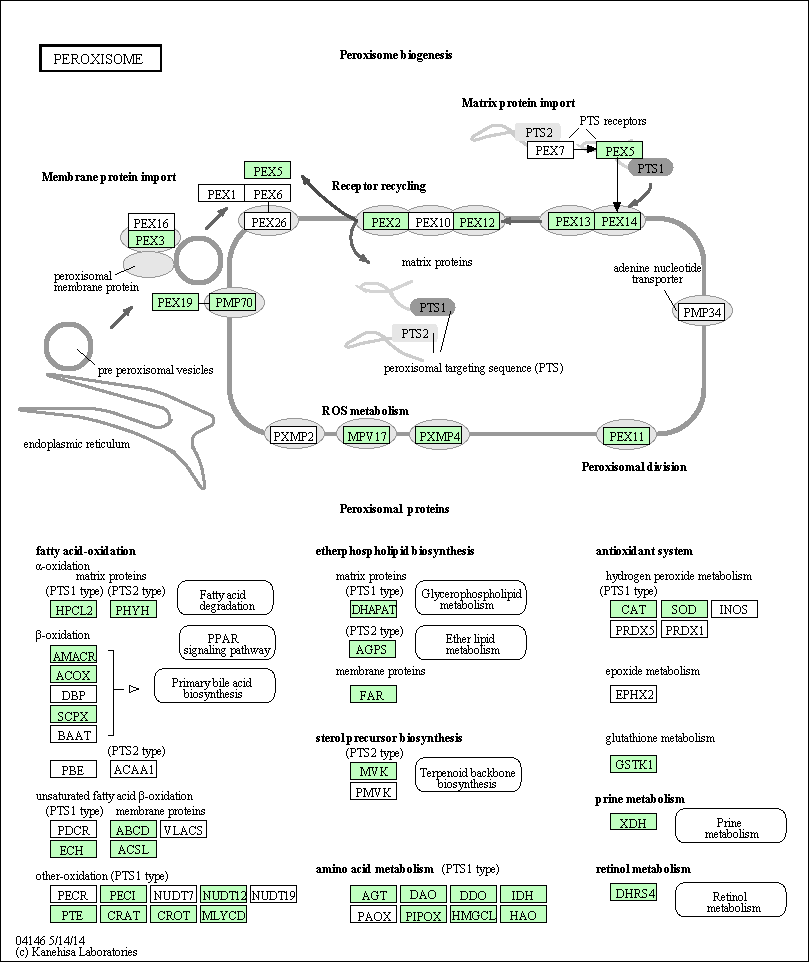 PEROXISOME
Peroxisome biogenesis
Matrix protein import
PTS2
PTS receptors
PEX7
PEX5
PTS1
Membrane protein import
PEX5
Receptor recycling
PEX1
PEX6
PEX16
PEX3
PEX26
PEX2
PEX10
PEX12
PEX13
PEX14
peroxisomal
membrane protein
matrix proteins
adenine nucleotide
transporter
PEX19
PMP70
PTS1
PMP34
PTS2
pre peroxisomal vesicles
peroxisomal targeting sequence (PTS)
ROS metabolism
endoplasmic reticulum
PXMP2
MPV17
PXMP4
PEX11
Peroxisomal division
Peroxisomal proteins
fatty acid-oxidation
α-oxidation
matrix proteins
(PTS1 type)
(PTS2 type)
HPCL2
PHYH
Fatty acid
degradation
β-oxidation
PPAR
signaling pathway
AMACR
ACOX
DBP
SCPX
BAAT
Primary bile acid
biosynthesis
(PTS2 type)
PBE
ACAA1
unsaturated fatty acid β-oxidation
(PTS1 type)
membrane proteins
PDCR
ABCD
VLACS
ECH
ACSL
other-oxidation (PTS1 type)
PECR
PECI
NUDT7
NUDT12
NUDT19
PTE
CRAT
CROT
MLYCD
etherphospholipid biosynthesis
matrix proteins
(PTS1 type)
DHAPAT
Glycerophospholipid
metabolism
(PTS2 type)
AGPS
Ether lipid
metabolism
membrane proteins
FAR
sterol precursor biosynthesis
(PTS2 type)
MVK
PMVK
Terpenoid backbone
biosynthesis
amino acid metabolism (PTS1 type)
AGT
DAO
DDO
IDH
PAOX
PIPOX
HMGCL
HAO
antioxidant system
hydrogen peroxide metabolism
(PTS1 type)
CAT
SOD
INOS
PRDX5
PRDX1
epoxide metabolism
EPHX2
glutathione metabolism
GSTK1
prine metabolism
XDH
Prine
metabolism
retinol metabolism
DHRS4
Retinol
metabolism
04146 5/14/14
(c) Kanehisa Laboratories